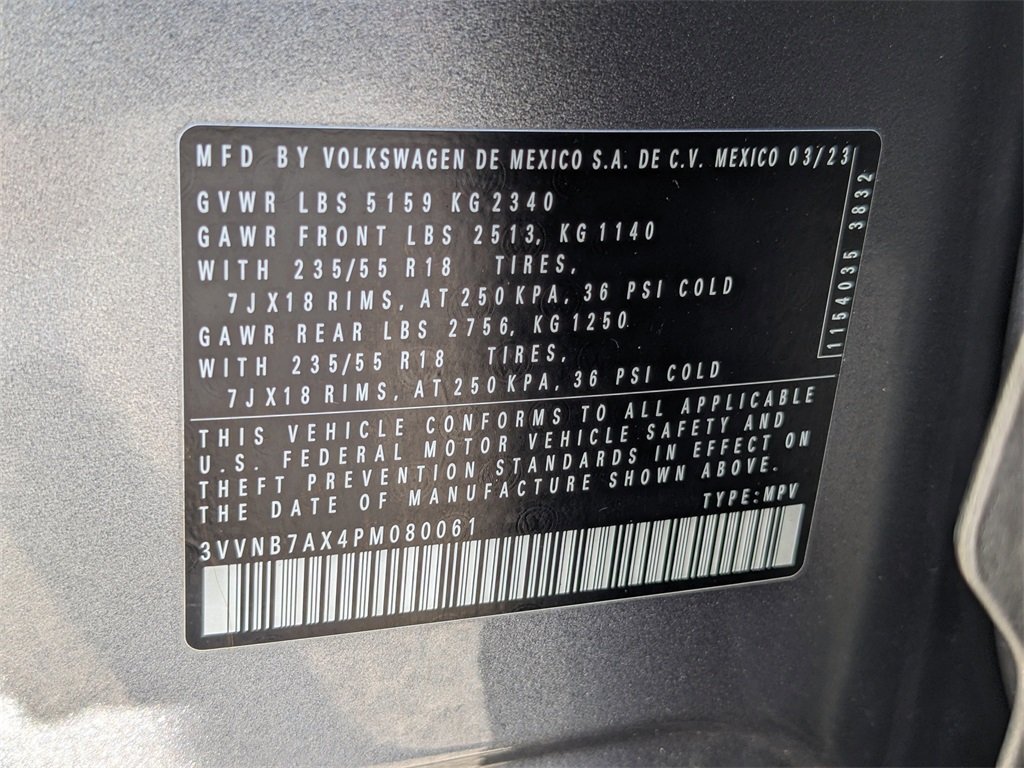 MFD BY VOLKSWAGEN DE MEXICO S.A. DE C.V. MEXICO 03/23
GVWR LBS 5159 KG 2340
GAWR FRONT LBS 2513, KG 1140
WITH 235/55 R18 TIRES,
7JX18 RIMS, AT 250 KPA, 36 PSI COLD
GAWR REAR LBS 2756, KG 1250
WITH 235/55 R18 TIRES,
7JX18 RIMS, AT 250 KPA, 36 PSI COLD
1154035 3832
THIS VEHICLE CONFORMS TO ALL APPLICABLE
U.S. FEDERAL MOTOR VEHICLE SAFETY AND
THEFT PREVENTION STANDARDS IN EFFECT ON
THE DATE OF MANUFACTURE SHOWN ABOVE.
TYPE:MPV
3VVNB7AX4PM080061